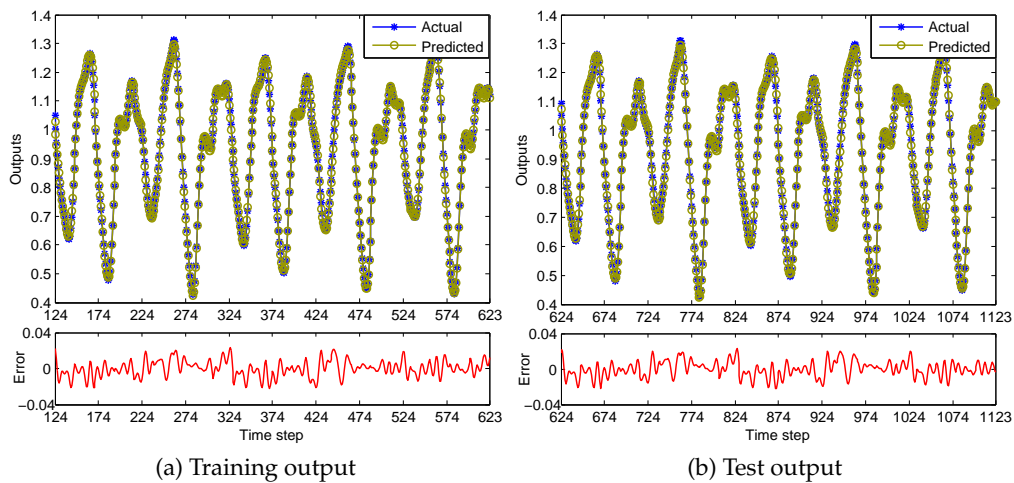 Actual
Predicted
1.4
1.3
1.2
1.1
1
0.9
0.8
0.7
0.6
0.5
0.4
Outputs
124 174 224 274 324 374 424 474 524 574 623
0.04
0
−0.04
Error
124 174 224 274 324 374 424 474 524 574 623
Time step
(a) Training output
Actual
Predicted
1.4
1.3
1.2
1.1
1
0.9
0.8
0.7
0.6
0.5
0.4
Outputs
624 674 724 774 824 874 924 974 1024 1074 1123
0.04
0
−0.04
Error
624 674 724 774 824 874 924 974 1024 1074 1123
Time step
(b) Test output